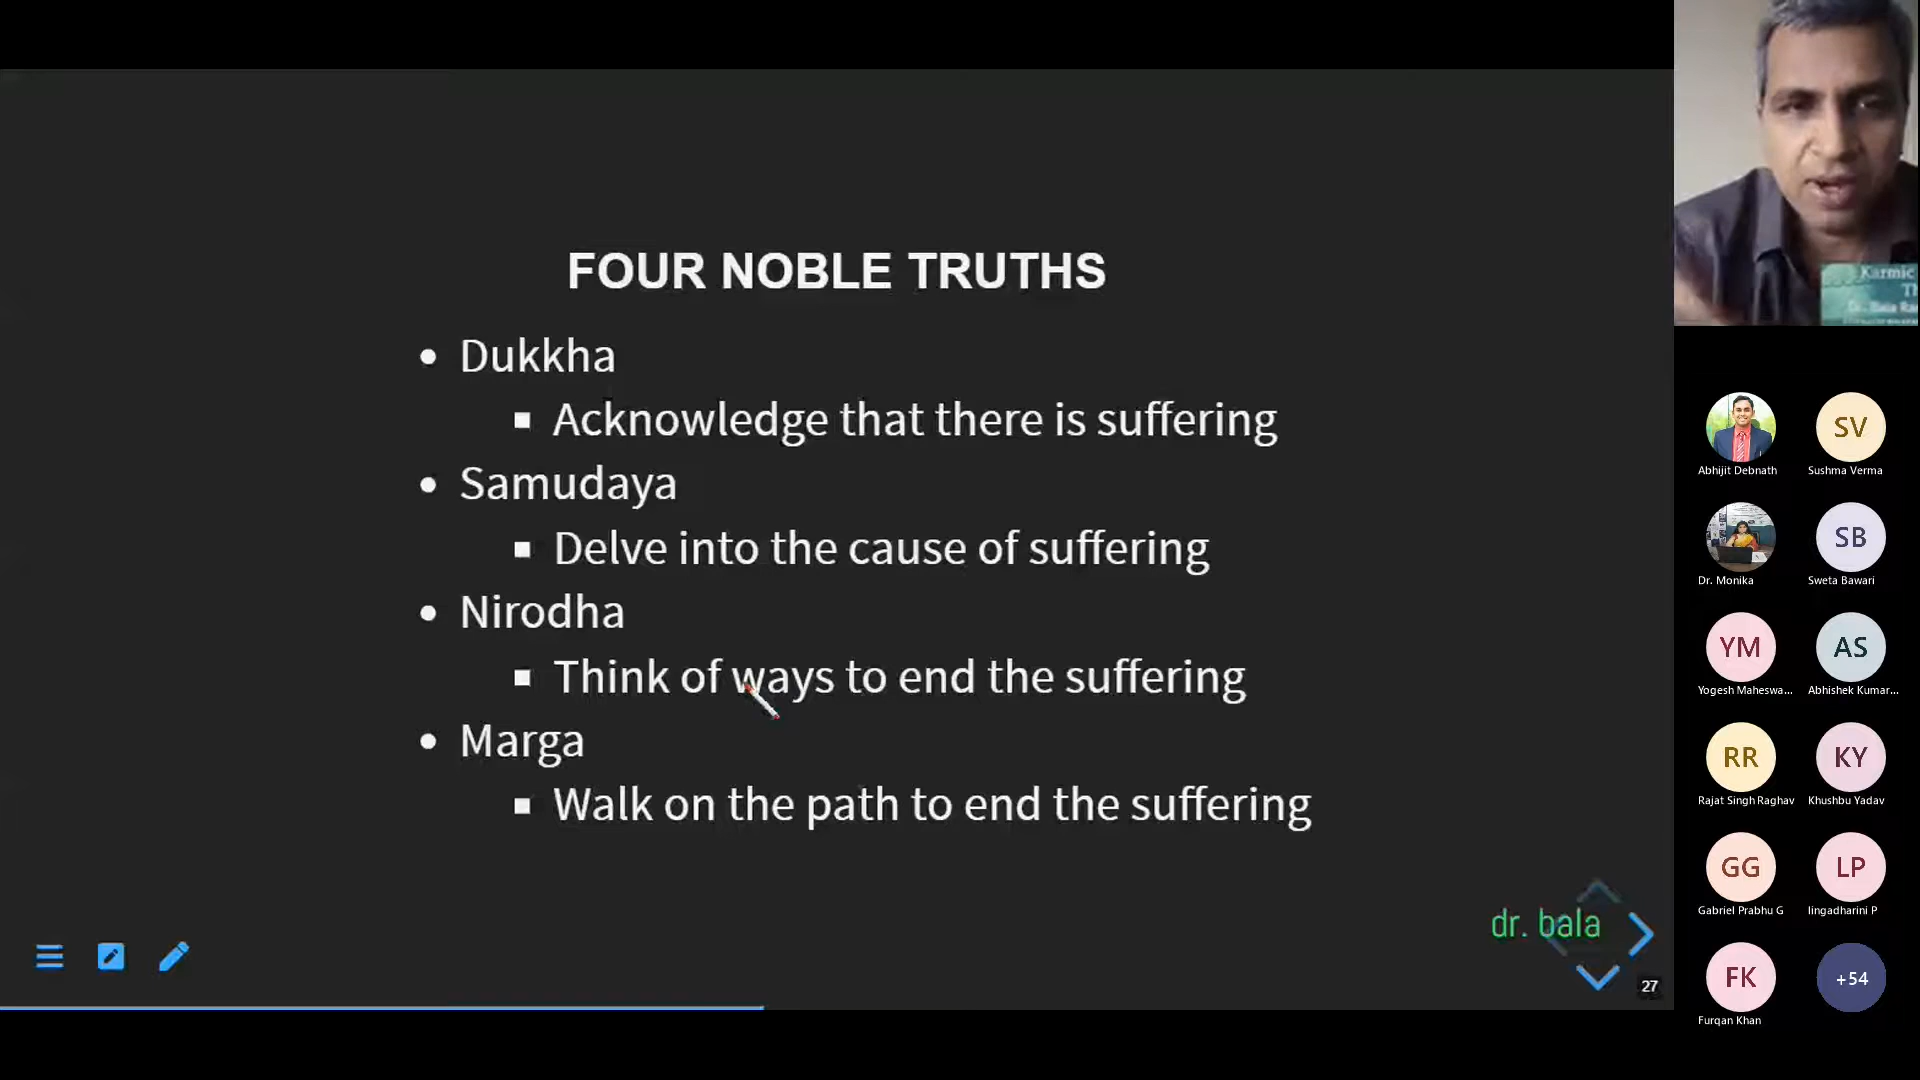 FOUR NOBLE TRUTHS
Dukkha
Acknowledge that there is suffering
Samudaya
Delve into the cause of suffering
Nirodha
Think of ways to end the suffering
Marga
Walk on the path to end the suffering
dr. bala
27
Karmic
Abhijit Debnath
SV
Sushma Verma
Dr. Monika
SB
Sweta Bawari
YM
Yogesh Maheswa...
AS
Abhishek Kumar...
RR
Rajat Singh Raghav
KY
Khushbu Yadav
GG
Gabriel Prabhu G
LP
lingadharini P
FK
Furqan Khan
+54